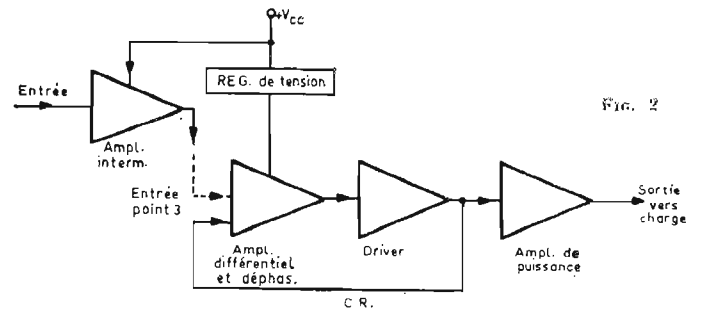 +Vcc
REG. de tension
Entrée
Fig. 2
Ampl.
interm.
Entrée
point 3
Sortie
vers
charge
Ampl.
différentiel
et déphas.
Driver
Ampl. de
puissance
C.R.